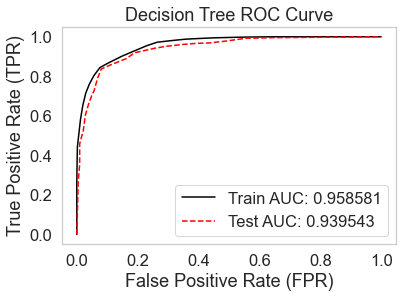 Decision Tree ROC Curve
True Positive Rate (TPR)
1.0
0.8
0.6
0.4
0.2
0.0
Train AUC: 0.958581
Test AUC: 0.939543
0.0 0.2 0.4 0.6 0.8 1.0
False Positive Rate (FPR)